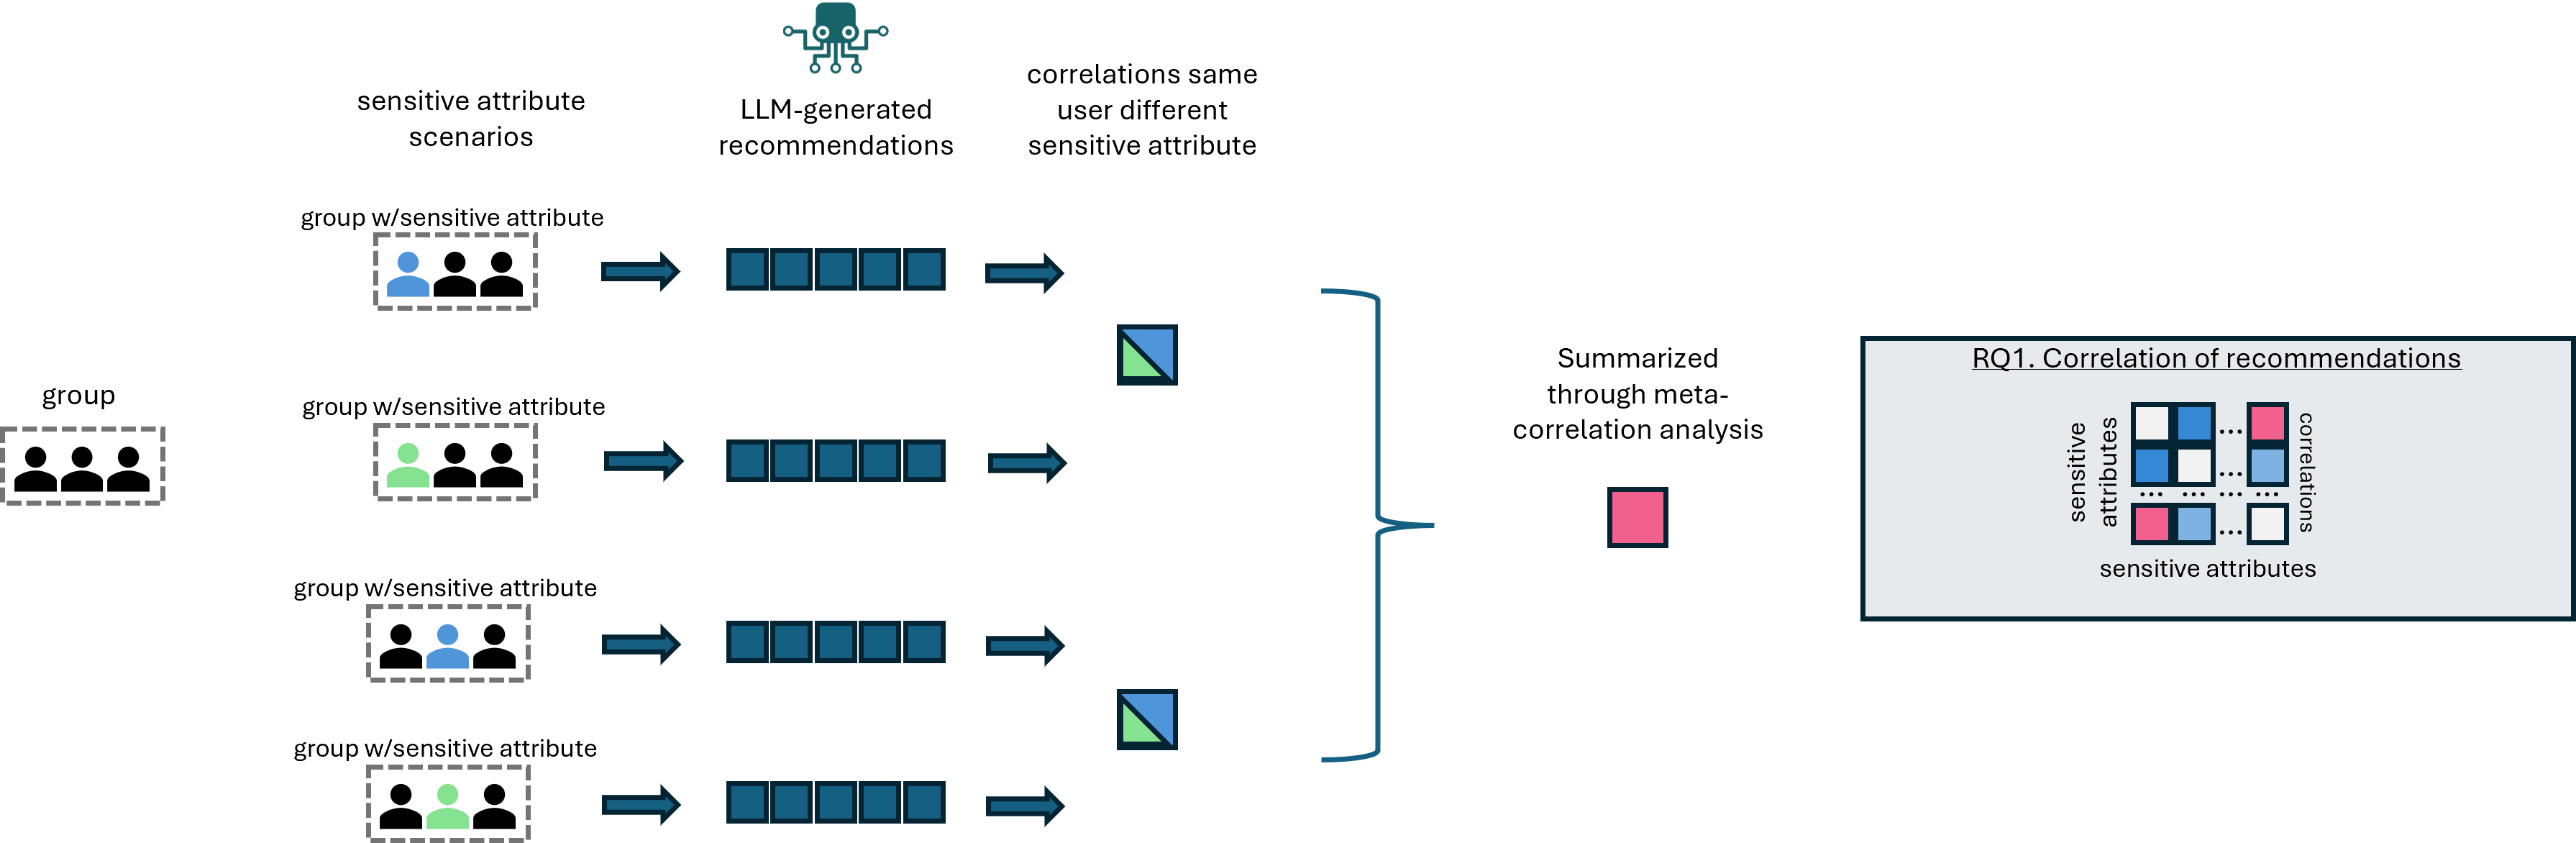 sensitive attribute
scenarios
LLM-generated
recommendations
correlations same
user different
sensitive attribute
group
group w/sensitive attribute
group w/sensitive attribute
group w/sensitive attribute
group w/sensitive attribute
Summarized
through meta-
correlation analysis
RQ1. Correlation of recommendations
sensitive
attributes
...
...
... ... ... ...
...
correlations
sensitive attributes